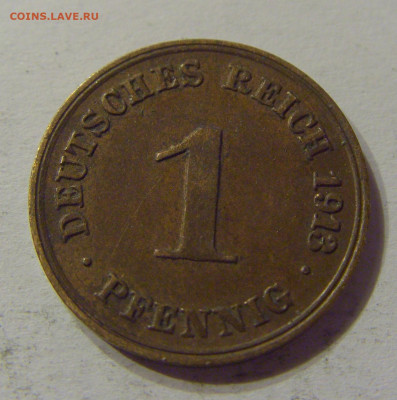 COINS.LAVE.RU
DEUTSCHES REICH 1913
1
· PFENNIG ·